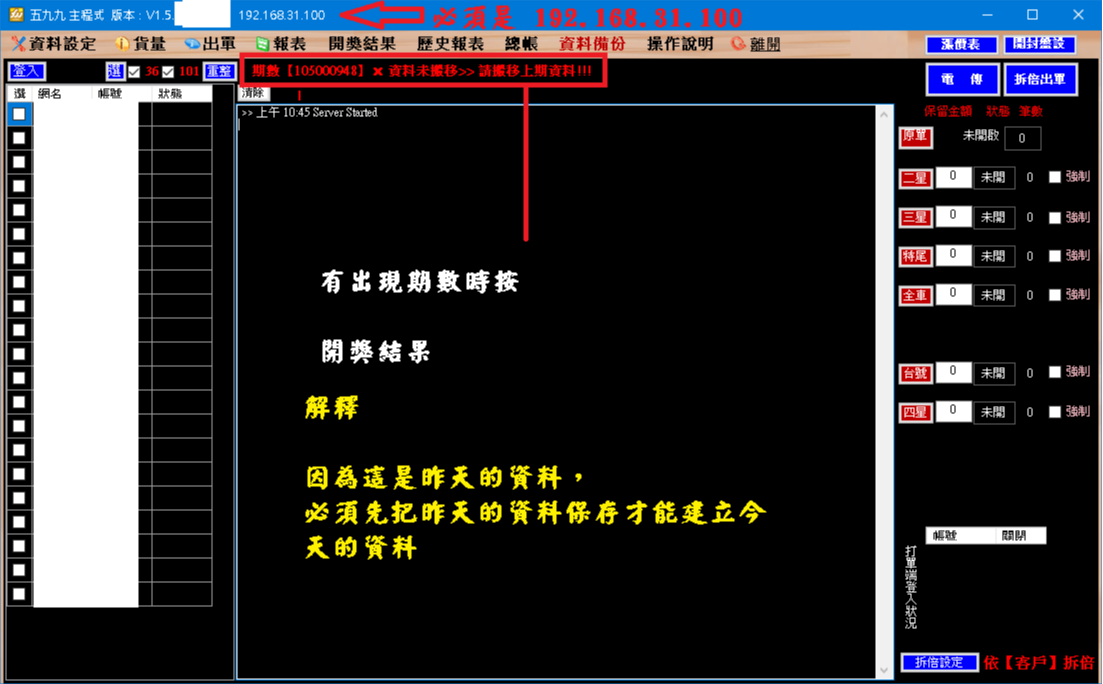 五九九 主程式 版本：V1.5. 192.168.31.100 必須是 192.168.31.100
資料設定 貨量 出單 報表 開獎結果 歷史報表 總帳 資料備份 操作說明 離開
漲價表 開封盤設
登入 選 36 101 重整
期數【105000948】× 資料未搬移>> 請搬移上期資料!!!
電 傳 拆倍出單
選 網名 帳號 狀態
清除
>> 上午 10:45 Server Started
保留金額 狀態 筆數
原單 未開啟 0
二星 0 未開 0 強制
三星 0 未開 0 強制
特尾 0 未開 0 強制
全車 0 未開 0 強制
台號 0 未開 0 強制
四星 0 未開 0 強制
有出現期數時按
開獎結果
解釋
因為這是昨天的資料，
必須先把昨天的資料保存才能建立今
天的資料
帳號 關閉
打單端登入狀況
拆倍設定 依【客戶】拆倍